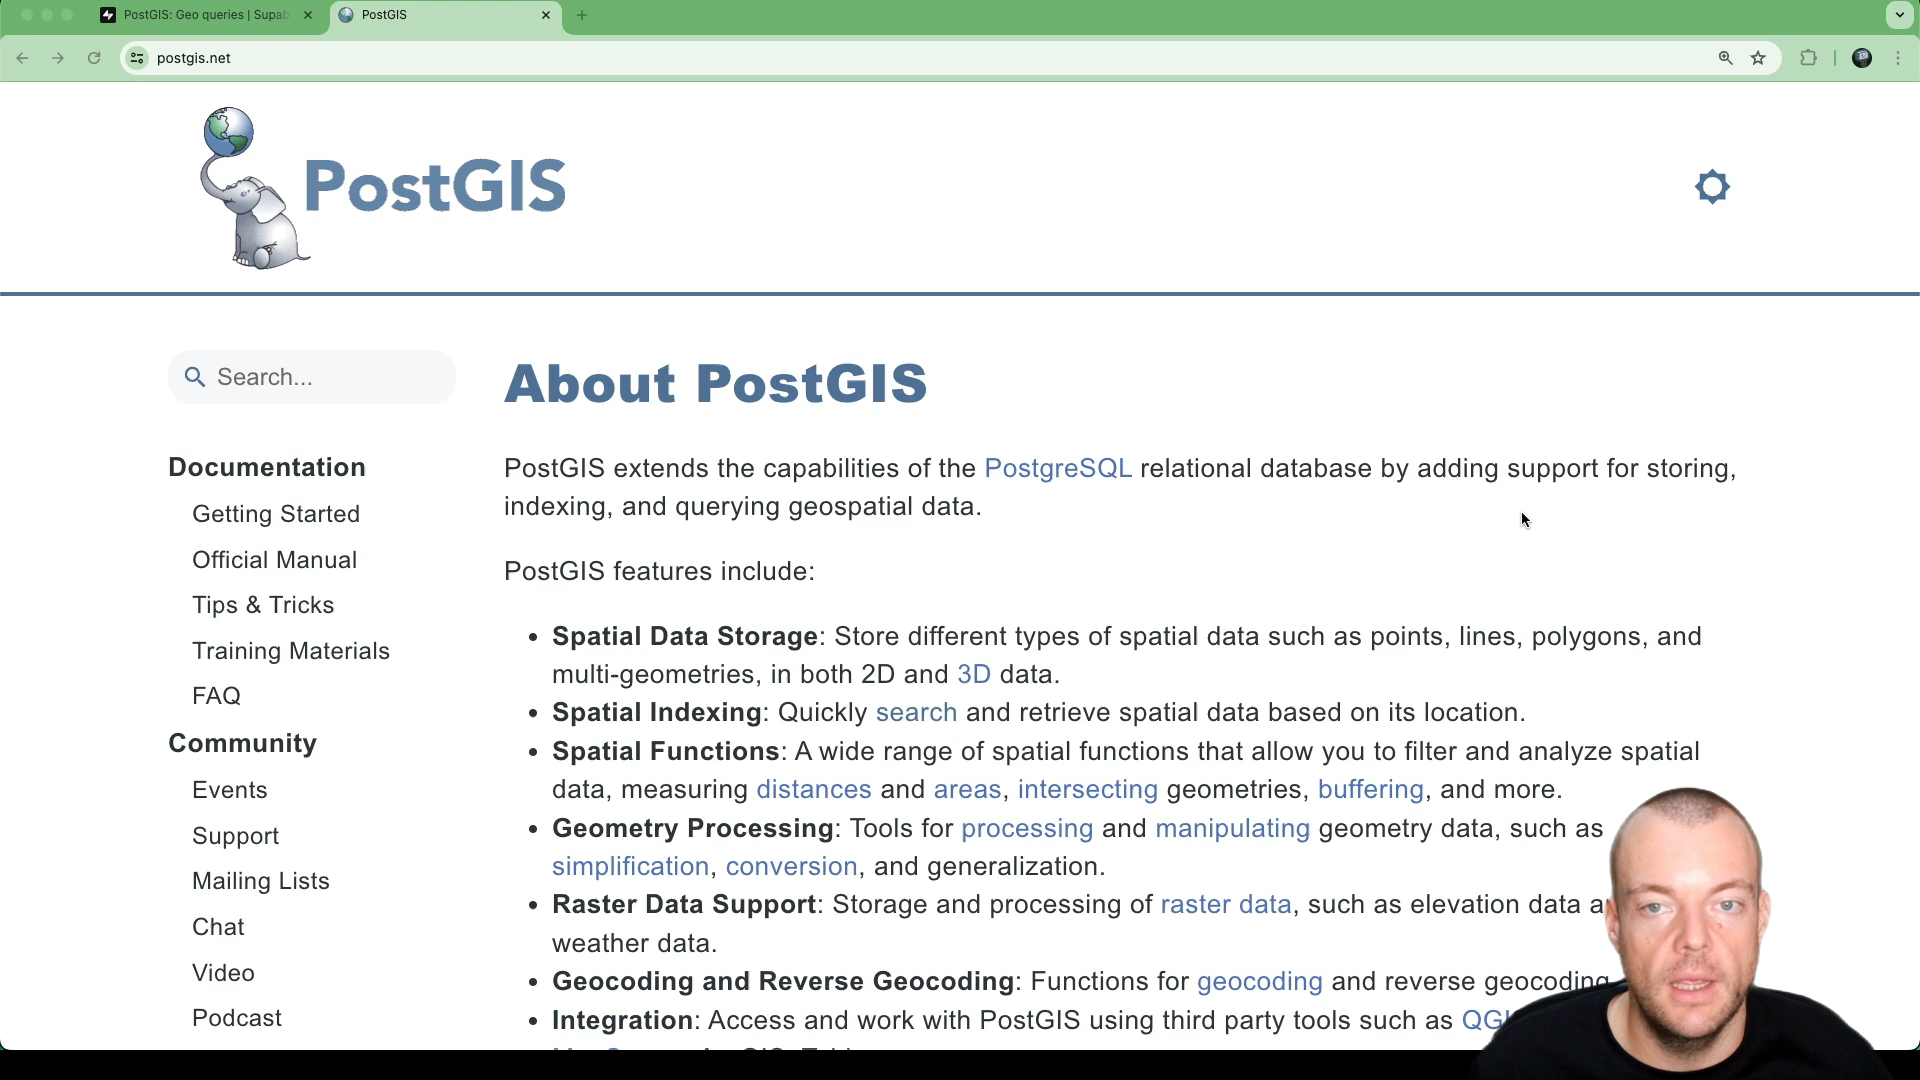 PostGIS: Geo queries | Supab
PostGIS
postgis.net
PostGIS
Search...
Documentation
Getting Started
Official Manual
Tips & Tricks
Training Materials
FAQ
Community
Events
Support
Mailing Lists
Chat
Video
Podcast
About PostGIS
PostGIS extends the capabilities of the PostgreSQL relational database by adding support for storing,
indexing, and querying geospatial data.
PostGIS features include:
• Spatial Data Storage: Store different types of spatial data such as points, lines, polygons, and
multi-geometries, in both 2D and 3D data.
• Spatial Indexing: Quickly search and retrieve spatial data based on its location.
• Spatial Functions: A wide range of spatial functions that allow you to filter and analyze spatial
data, measuring distances and areas, intersecting geometries, buffering, and more.
• Geometry Processing: Tools for processing and manipulating geometry data, such as
simplification, conversion, and generalization.
• Raster Data Support: Storage and processing of raster data, such as elevation data a
weather data.
• Geocoding and Reverse Geocoding: Functions for geocoding and reverse geocoding
• Integration: Access and work with PostGIS using third party tools such as